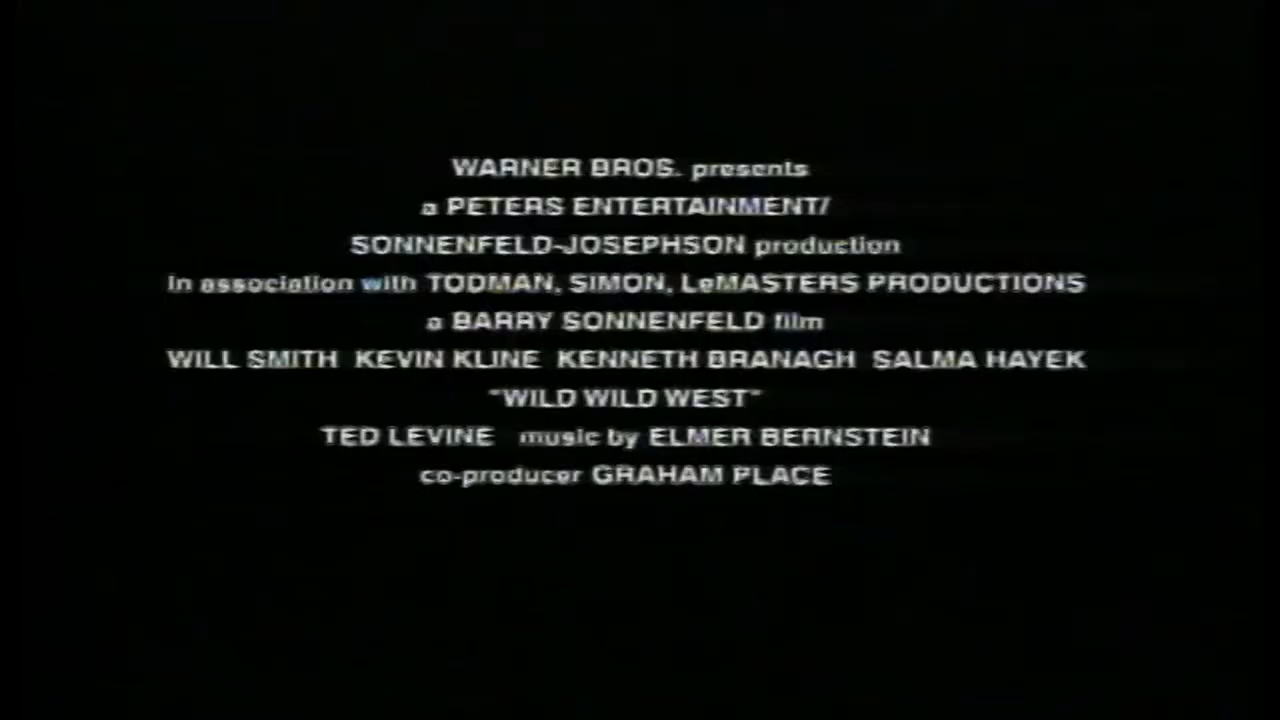 WARNER BROS. presents
a PETERS ENTERTAINMENT/
SONNENFELD-JOSEPHSON production
in association with TODMAN, SIMON, LeMASTERS PRODUCTIONS
a BARRY SONNENFELD film
WILL SMITH KEVIN KLINE KENNETH BRANAGH SALMA HAYEK
"WILD WILD WEST"
TED LEVINE music by ELMER BERNSTEIN
co-producer GRAHAM PLACE